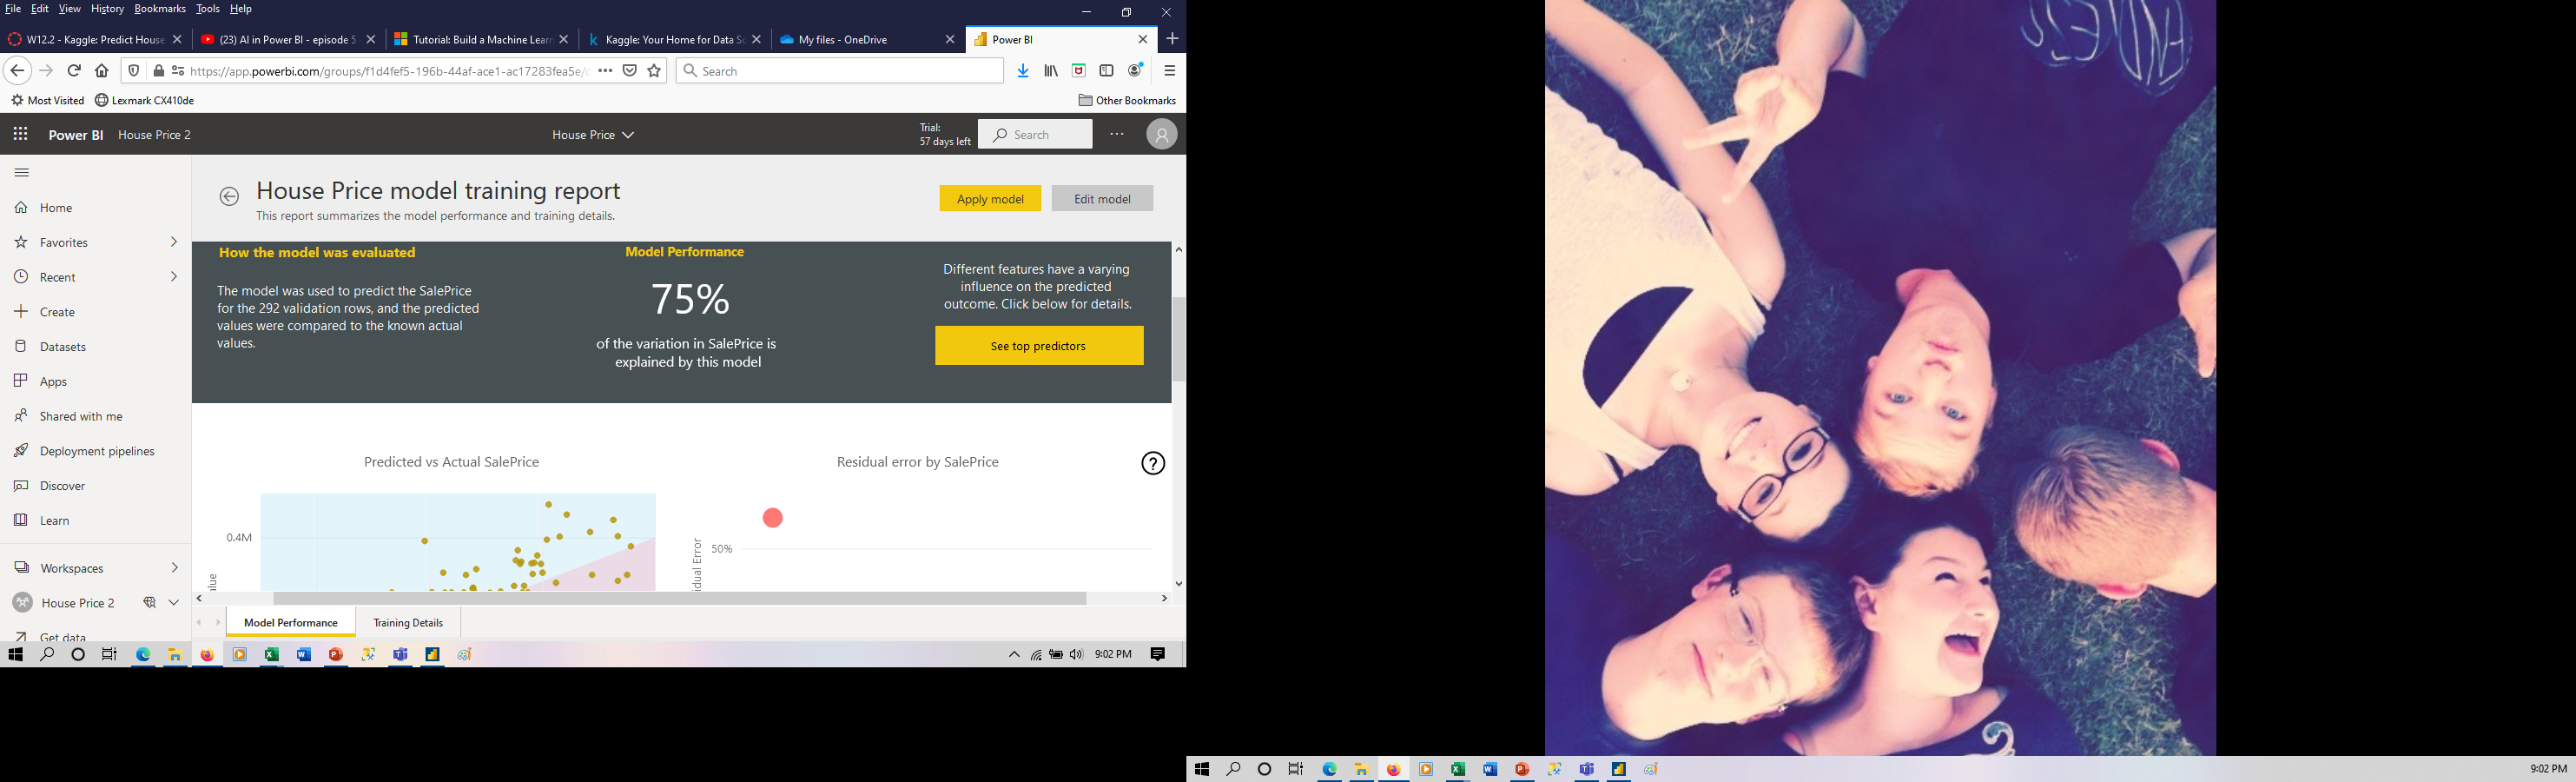 File Edit View History Bookmarks Tools Help
W12.2 - Kaggle: Predict House
(23) AI in Power BI - episode 5
Tutorial: Build a Machine Learn
Kaggle: Your Home for Data Sc
My files - OneDrive
Power BI
https://app.powerbi.com/groups/f1d4fef5-196b-44af-ace1-ac17283fea5e/
Search
Most Visited
Lexmark CX410de
Other Bookmarks
Power BI House Price 2
House Price
Trial:
57 days left
Search
House Price model training report
This report summarizes the model performance and training details.
Apply model
Edit model
Home
Favorites
Recent
Create
Datasets
Apps
Shared with me
Deployment pipelines
Discover
Learn
Workspaces
House Price 2
Get data
How the model was evaluated
The model was used to predict the SalePrice
for the 292 validation rows, and the predicted
values were compared to the known actual
values.
Model Performance
75%
of the variation in SalePrice is
explained by this model
Different features have a varying
influence on the predicted
outcome. Click below for details.
See top predictors
Predicted vs Actual SalePrice
0.4M
Residual error by SalePrice
50%
Model Performance
Training Details
9:02 PM
9:02 PM